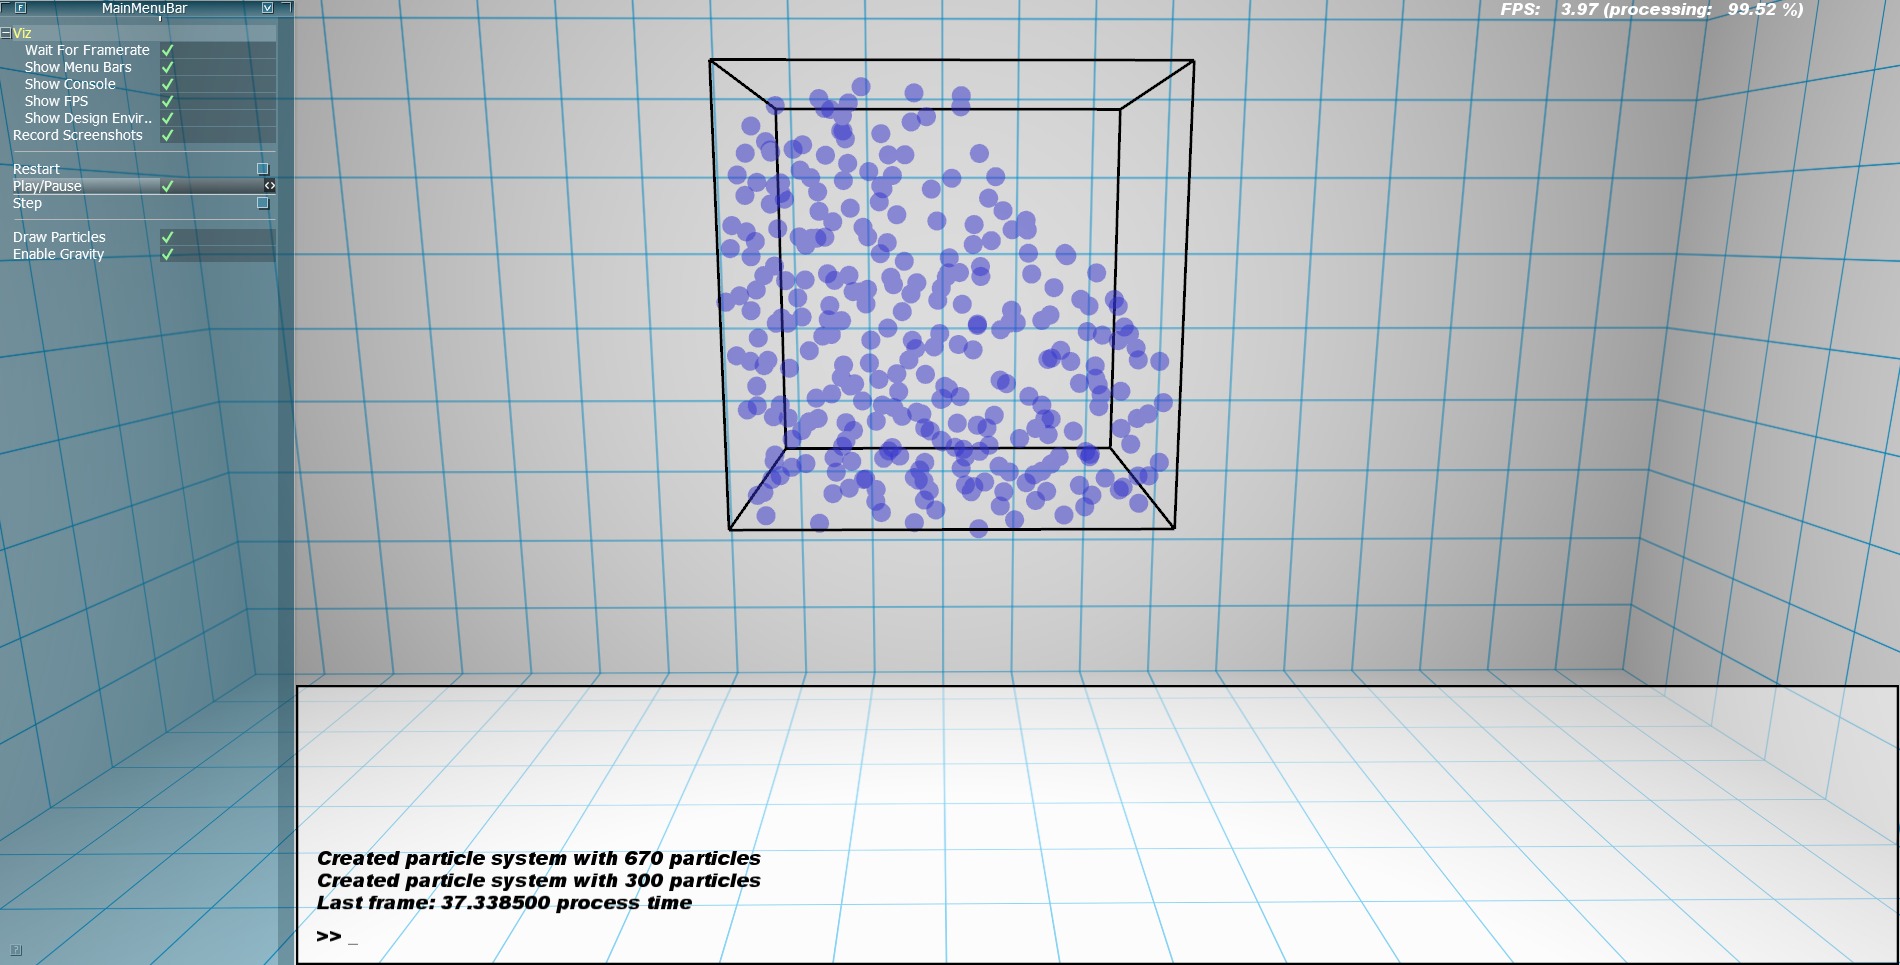 MainMenuBar
FPS: 3.97 (processing: 99.52 %)
Viz
Wait For Framerate
Show Menu Bars
Show Console
Show FPS
Show Design Envir..
Record Screenshots
Restart
Play/Pause
Step
Draw Particles
Enable Gravity
Created particle system with 670 particles
Created particle system with 300 particles
Last frame: 37.338500 process time
>> _